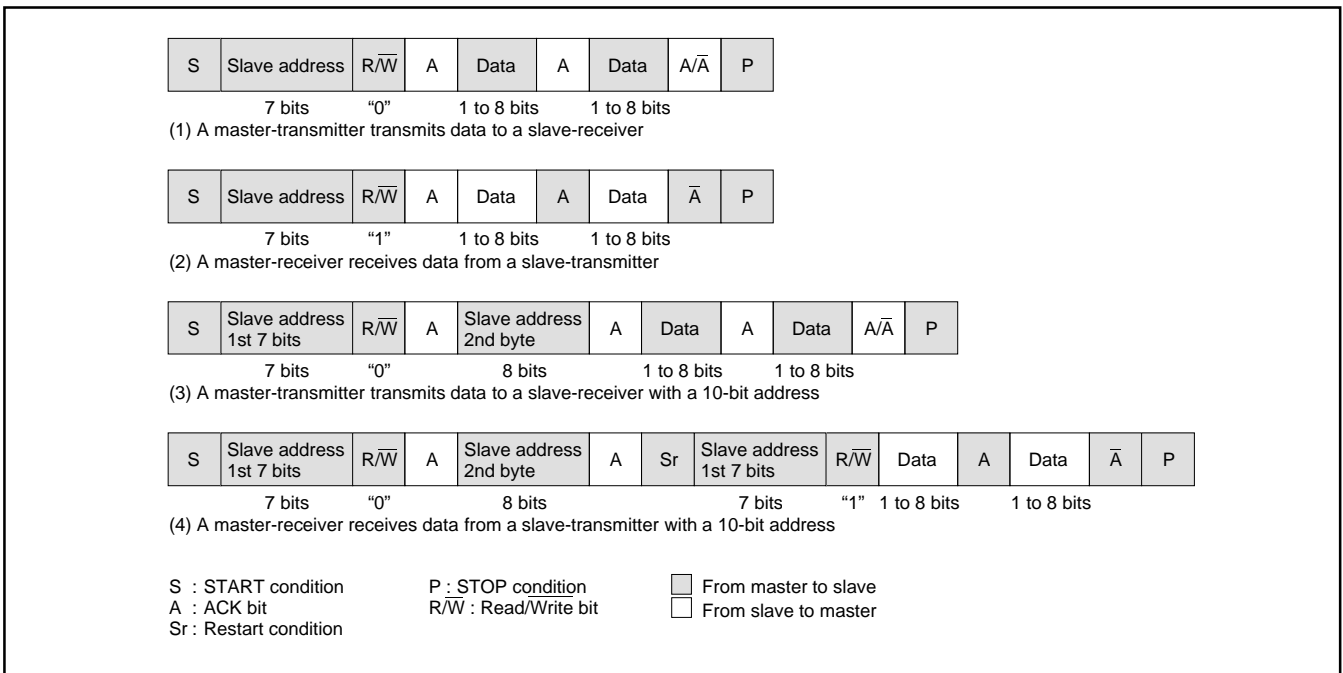 S Slave address R/W̅ A Data A Data A/A̅ P
7 bits “0” 1 to 8 bits 1 to 8 bits
(1) A master-transmitter transmits data to a slave-receiver
S Slave address R/W̅ A Data A Data A̅ P
7 bits “1” 1 to 8 bits 1 to 8 bits
(2) A master-receiver receives data from a slave-transmitter
S Slave address 1st 7 bits R/W̅ A Slave address 2nd byte A Data A Data A/A̅ P
7 bits “0” 8 bits 1 to 8 bits 1 to 8 bits
(3) A master-transmitter transmits data to a slave-receiver with a 10-bit address
S Slave address 1st 7 bits R/W̅ A Slave address 2nd byte A Sr Slave address 1st 7 bits R/W̅ Data A Data A̅ P
7 bits “0” 8 bits 7 bits “1” 1 to 8 bits 1 to 8 bits
(4) A master-receiver receives data from a slave-transmitter with a 10-bit address
S : START condition P : STOP condition From master to slave
A : ACK bit R/W̅ : Read/W̅r̅i̅t̅e̅ bit From slave to master
Sr : Restart condition